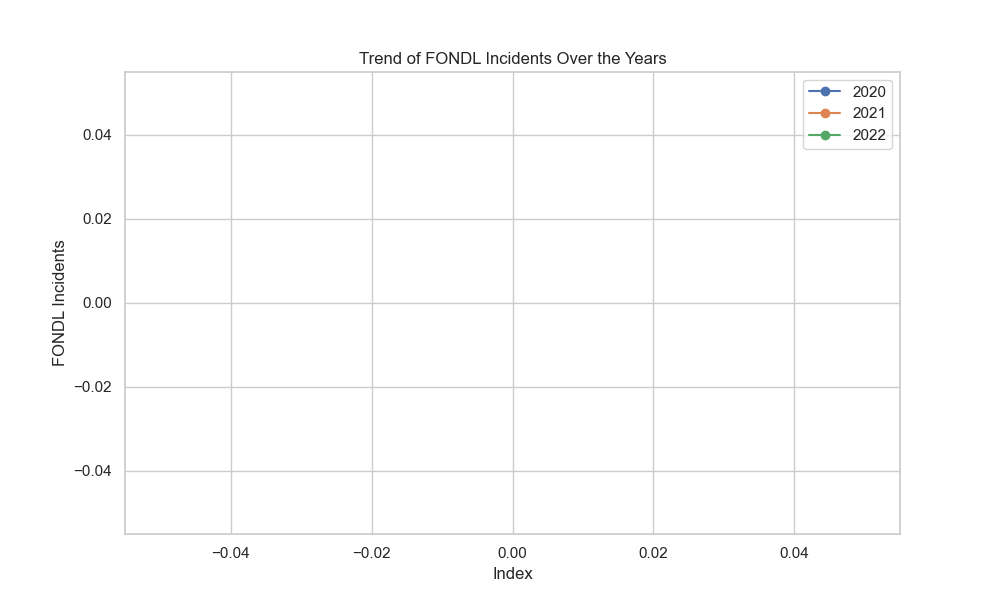 Trend of FONDL Incidents Over the Years
2020
2021
2022
0.04
0.02
0.00
−0.02
−0.04
FONDL Incidents
−0.04 −0.02 0.00 0.02 0.04
Index